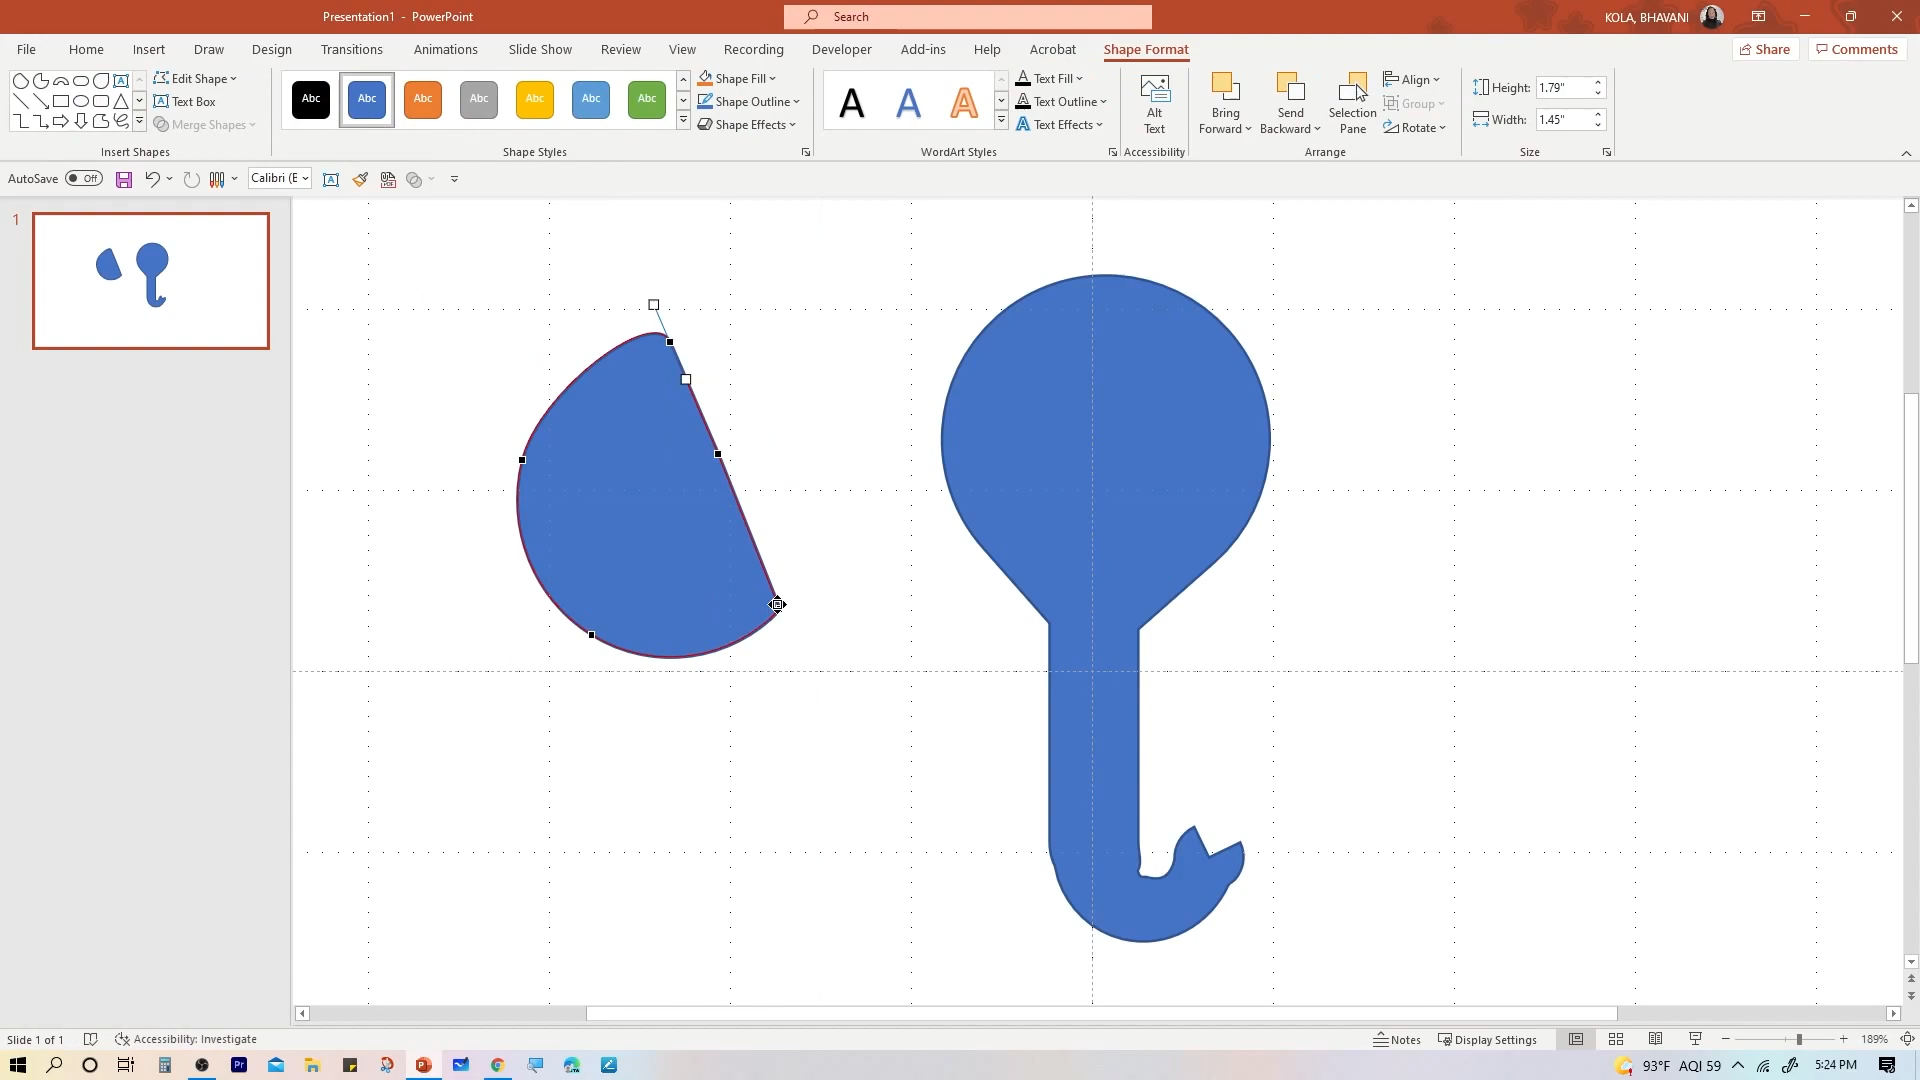 Presentation1 - PowerPoint
Search
KOLA, BHAVANI
File Home Insert Draw Design Transitions Animations Slide Show Review View Recording Developer Add-ins Help Acrobat Shape Format
Share Comments
Edit Shape
Text Box
Merge Shapes
Insert Shapes
Abc Abc Abc Abc Abc Abc Abc
Shape Fill
Shape Outline
Shape Effects
Shape Styles
A A A
Text Fill
Text Outline
Text Effects
WordArt Styles
Alt
Text
Accessibility
Bring
Forward
Send
Backward
Selection
Pane
Align
Group
Rotate
Arrange
Height: 1.79"
Width: 1.45"
Size
AutoSave Off
Calibri (E
1
Slide 1 of 1
Accessibility: Investigate
Notes
Display Settings
189%
93°F AQI 59
5:24 PM